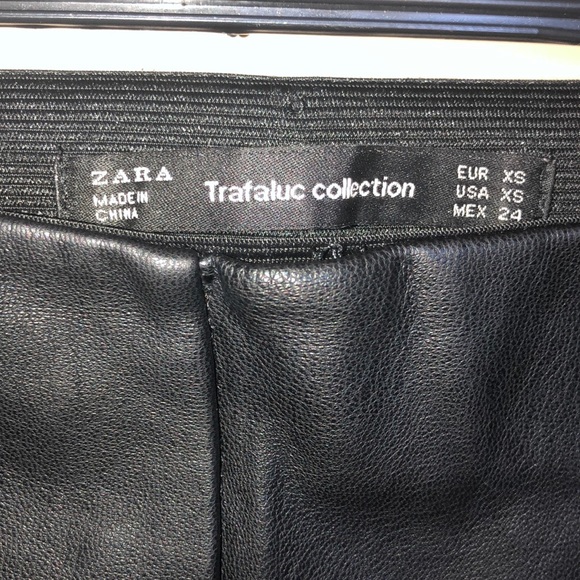 ZARA
MADE IN
CHINA
Trafaluc collection
EUR XS
USA XS
MEX 24